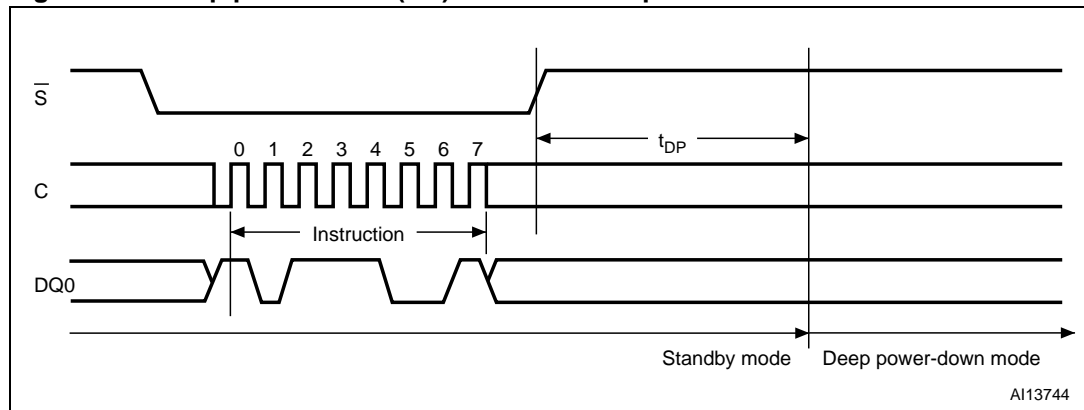 S
tDP
0 1 2 3 4 5 6 7
C
Instruction
DQ0
Standby mode Deep power-down mode
AI13744